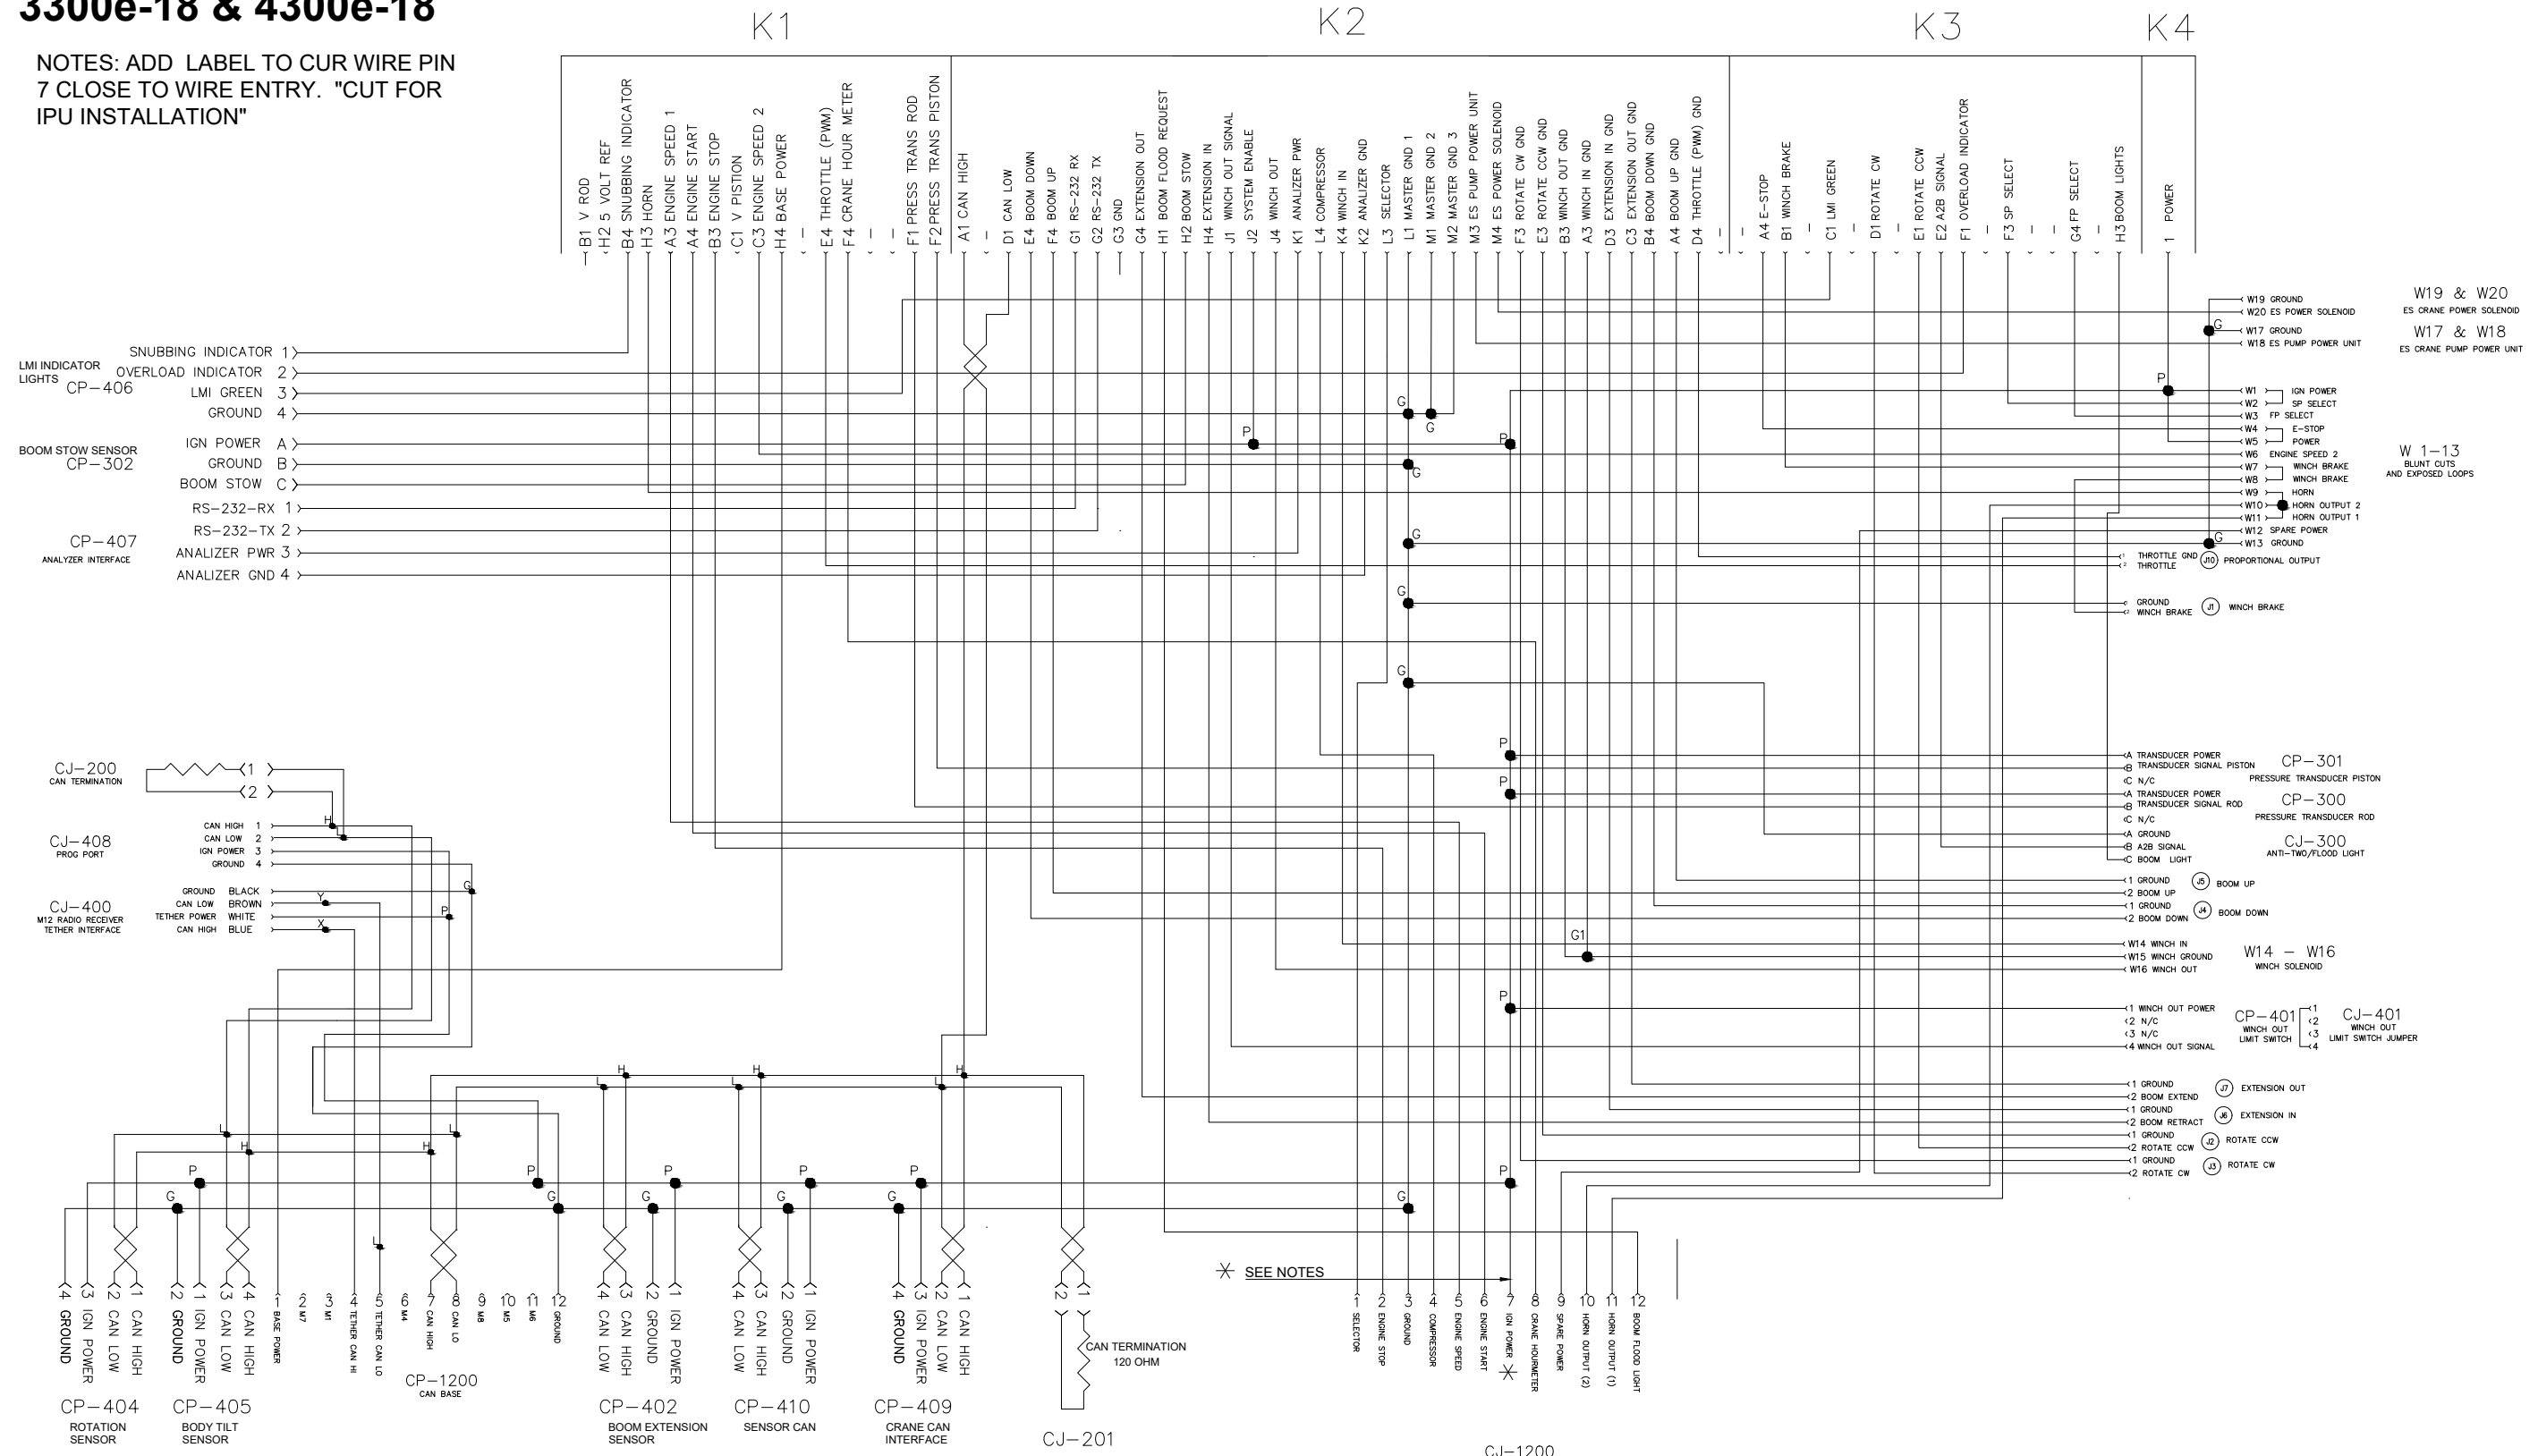 3300e-18 & 4300e-18
NOTES: ADD LABEL TO CUR WIRE PIN
7 CLOSE TO WIRE ENTRY. "CUT FOR
IPU INSTALLATION"
K1
K2
K3
K4
B1 V ROD
H2 5 VOLT REF
B4 SNUBBING INDICATOR
H3 HORN
A3 ENGINE SPEED 1
A4 ENGINE START
B3 ENGINE STOP
C1 V PISTION
C3 ENGINE SPEED 2
H4 BASE POWER
–
E4 THROTTLE (PWM)
F4 CRANE HOUR METER
–
–
F1 PRESS TRANS ROD
F2 PRESS TRANS PISTON
A1 CAN HIGH
–
D1 CAN LOW
E4 BOOM DOWN
F4 BOOM UP
G1 RS-232 RX
G2 RS-232 TX
G3 GND
G4 EXTENSION OUT
H1 BOOM FLOOD REQUEST
H2 BOOM STOW
H4 EXTENSION IN
J1 WINCH OUT SIGNAL
J2 SYSTEM ENABLE
J4 WINCH OUT
K1 ANALIZER PWR
L4 COMPRESSOR
K4 WINCH IN
K2 ANALIZER GND
L3 SELECTOR
L1 MASTER GND 1
M1 MASTER GND 2
M2 MASTER GND 3
M3 ES PUMP POWER UNIT
M4 ES POWER SOLENOID
F3 ROTATE CW GND
E3 ROTATE CCW GND
B3 WINCH OUT GND
A3 WINCH IN GND
D3 EXTENSION IN GND
C3 EXTENSION OUT GND
B4 BOOM DOWN GND
A4 BOOM UP GND
D4 THROTTLE (PWM) GND
–
–
A4 E-STOP
B1 WINCH BRAKE
–
C1 LMI GREEN
–
D1 ROTATE CW
–
E1 ROTATE CCW
E2 A2B SIGNAL
F1 OVERLOAD INDICATOR
–
F3 SP SELECT
–
–
G4 FP SELECT
–
H3 BOOM LIGHTS
1 POWER
LMI INDICATOR
LIGHTS
CP-406
SNUBBING INDICATOR 1
OVERLOAD INDICATOR 2
LMI GREEN 3
GROUND 4
BOOM STOW SENSOR
CP-302
IGN POWER A
GROUND B
BOOM STOW C
CP-407
ANALYZER INTERFACE
RS-232-RX 1
RS-232-TX 2
ANALIZER PWR 3
ANALIZER GND 4
W19 GROUND
W20 ES POWER SOLENOID
W17 GROUND
W18 ES PUMP POWER UNIT
W19 & W20
ES CRANE POWER SOLENOID
W17 & W18
ES CRANE PUMP POWER UNIT
W1 IGN POWER
W2 SP SELECT
W3 FP SELECT
W4 E-STOP
W5 POWER
W6 ENGINE SPEED 2
W7 WINCH BRAKE
W8 WINCH BRAKE
W9 HORN
W10 HORN OUTPUT 2
W11 HORN OUTPUT 1
W12 SPARE POWER
W13 GROUND
W 1-13
BLUNT CUTS
AND EXPOSED LOOPS
1 THROTTLE GND
2 THROTTLE
J10 PROPORTIONAL OUTPUT
GROUND
2 WINCH BRAKE
J1 WINCH BRAKE
G
G
G
G
G
G
G
G
P
P
P
P
P
P
CJ-200
CAN TERMINATION
1
2
CJ-408
PROG PORT
CAN HIGH 1
CAN LOW 2
IGN POWER 3
GROUND 4
CJ-400
M12 RADIO RECEIVER
TETHER INTERFACE
GROUND BLACK
CAN LOW BROWN
TETHER POWER WHITE
CAN HIGH BLUE
H
L
G
Y
P
X
A TRANSDUCER POWER
B TRANSDUCER SIGNAL PISTON
C N/C
CP-301
PRESSURE TRANSDUCER PISTON
A TRANSDUCER POWER
B TRANSDUCER SIGNAL ROD
C N/C
CP-300
PRESSURE TRANSDUCER ROD
A GROUND
B A2B SIGNAL
C BOOM LIGHT
CJ-300
ANTI-TWO/FLOOD LIGHT
1 GROUND
2 BOOM UP
J5 BOOM UP
1 GROUND
2 BOOM DOWN
J4 BOOM DOWN
G1
W14 WINCH IN
W15 WINCH GROUND
W16 WINCH OUT
W14 – W16
WINCH SOLENOID
P
1 WINCH OUT POWER
2 N/C
3 N/C
4 WINCH OUT SIGNAL
CP-401
WINCH OUT
LIMIT SWITCH
1
2
3
4
CJ-401
WINCH OUT
LIMIT SWITCH JUMPER
1 GROUND
2 BOOM EXTEND
J7 EXTENSION OUT
1 GROUND
2 BOOM RETRACT
J6 EXTENSION IN
1 GROUND
2 ROTATE CCW
J2 ROTATE CCW
1 GROUND
2 ROTATE CW
J3 ROTATE CW
L H L H L H
L L
H H
P P P P P P
G G G G G G
L
SEE NOTES
4 GROUND
3 IGN POWER
2 CAN LOW
1 CAN HIGH
CP-404
ROTATION
SENSOR
2 GROUND
1 IGN POWER
3 CAN LOW
4 CAN HIGH
CP-405
BODY TILT
SENSOR
1 BASE POWER
2 M7
3 M1
4 TETHER CAN HI
5 TETHER CAN LO
6 M4
7 CAN HIGH
8 CAN LO
9 M8
10 M5
11 M6
12 GROUND
CP-1200
CAN BASE
4 CAN LOW
3 CAN HIGH
2 GROUND
1 IGN POWER
CP-402
BOOM EXTENSION
SENSOR
4 CAN LOW
3 CAN HIGH
2 GROUND
1 IGN POWER
CP-410
SENSOR CAN
4 GROUND
3 IGN POWER
2 CAN LOW
1 CAN HIGH
CP-409
CRANE CAN
INTERFACE
2
1
CAN TERMINATION
120 OHM
CJ-201
1 SELECTOR
2 ENGINE STOP
3 GROUND
4 COMPRESSOR
5 ENGINE SPEED
6 ENGINE START
7 IGN POWER
8 CRANE HOURMETER
9 SPARE POWER
10 HORN OUTPUT (2)
11 HORN OUTPUT (1)
12 BOOM FLOOD LIGHT
CJ-1200